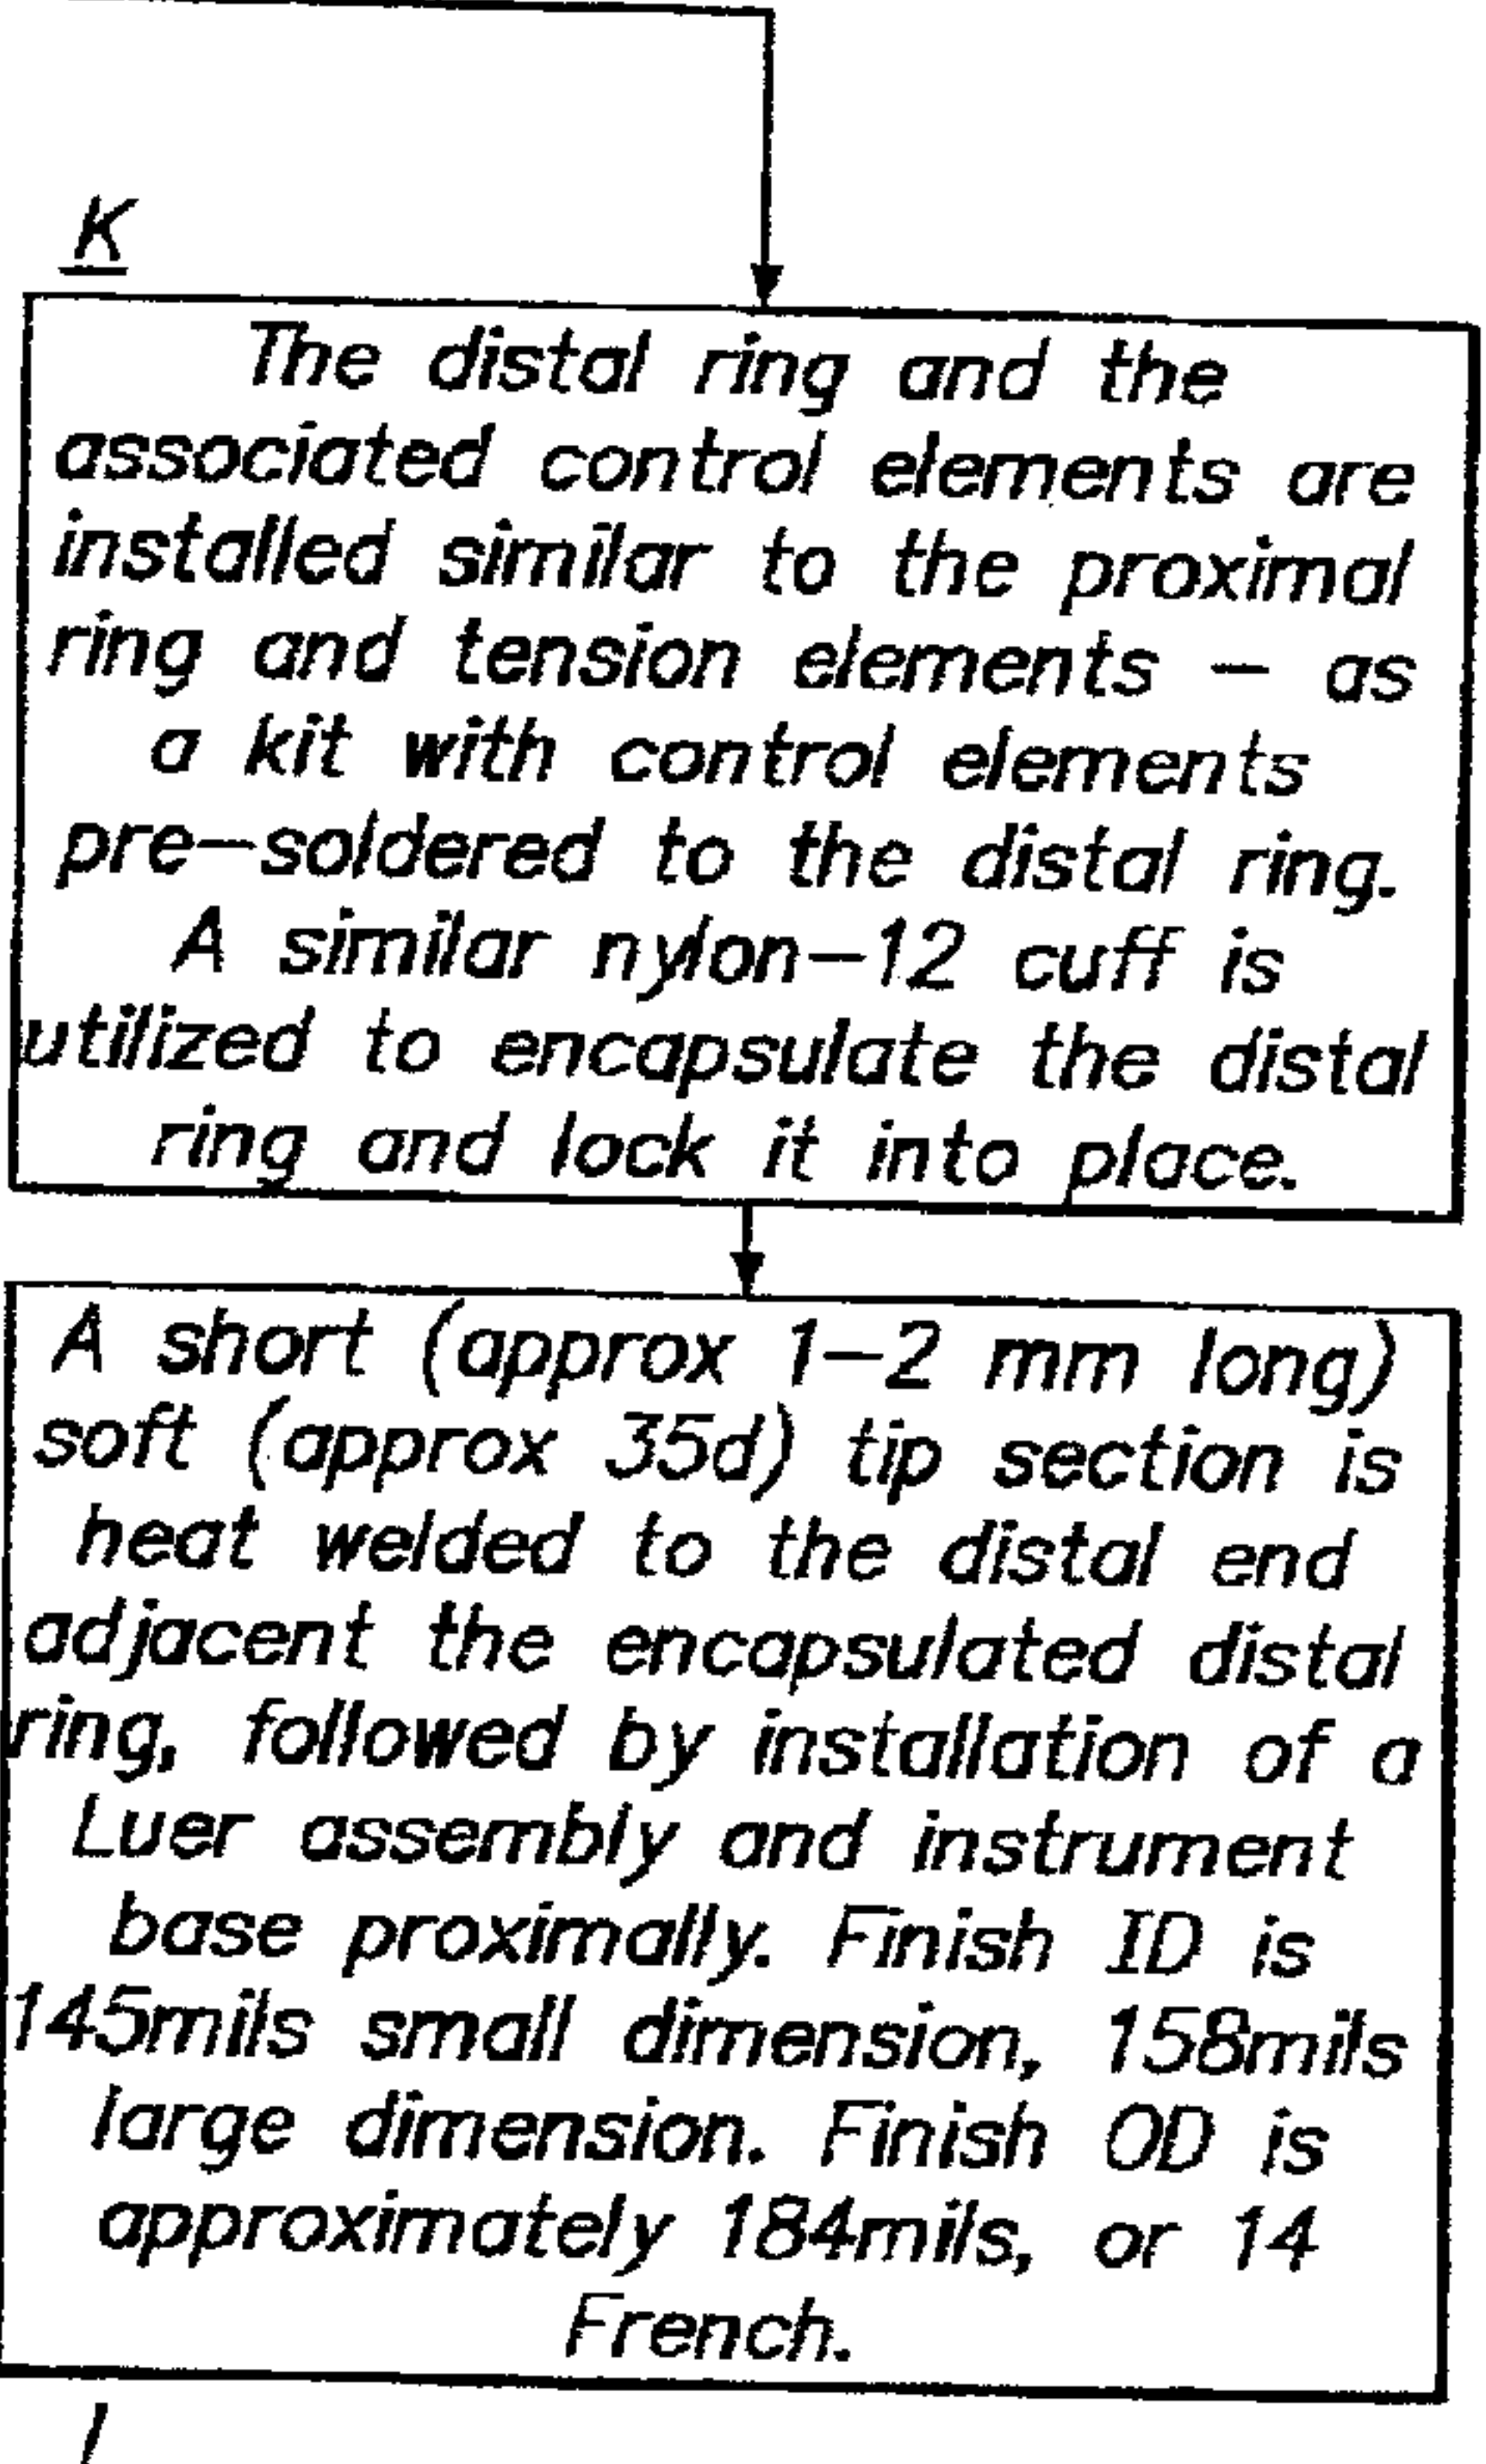 K
The distal ring and the
associated control elements are
installed similar to the proximal
ring and tension elements – as
a kit with control elements
pre–soldered to the distal ring.
A similar nylon–12 cuff is
utilized to encapsulate the distal
ring and lock it into place.
A short (approx 1–2 mm long)
soft (approx 35d) tip section is
heat welded to the distal end
adjacent the encapsulated distal
ring, followed by installation of a
Luer assembly and instrument
base proximally. Finish ID is
145mils small dimension, 158mils
large dimension. Finish OD is
approximately 184mils, or 14
French.